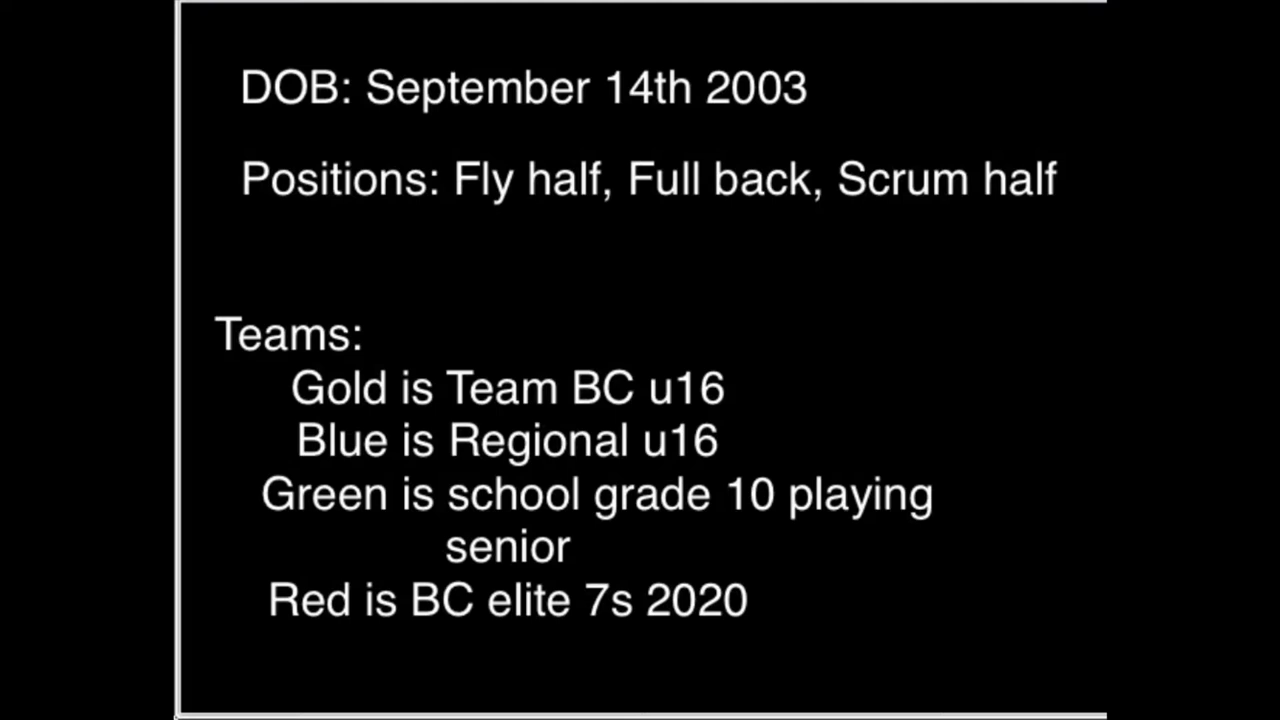 DOB: September 14th 2003
Positions: Fly half, Full back, Scrum half
Teams:
Gold is Team BC u16
Blue is Regional u16
Green is school grade 10 playing
senior
Red is BC elite 7s 2020